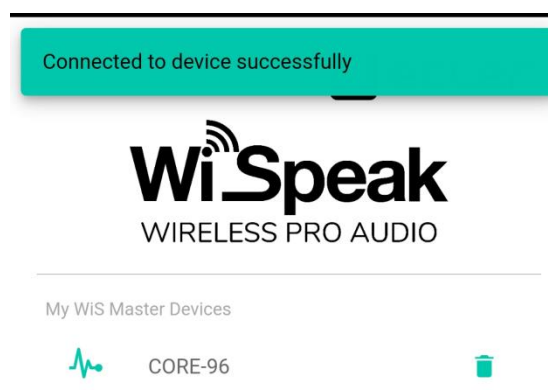 Connected to device successfully
WiSpeak
WIRELESS PRO AUDIO
My WiS Master Devices
CORE-96